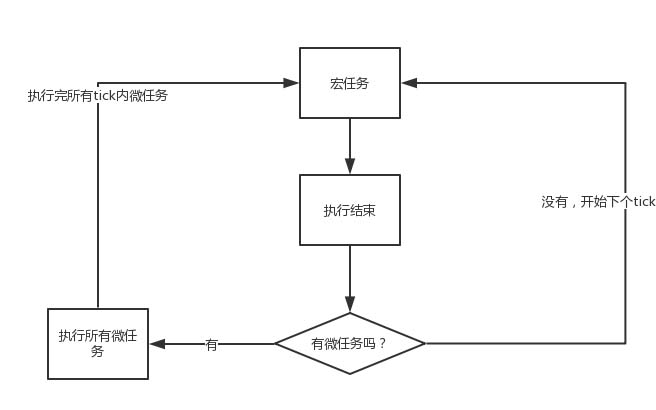 宏任务
执行完所有tick内微任务
执行结束
没有，开始下个tick
执行所有微任
务
有
有微任务吗？